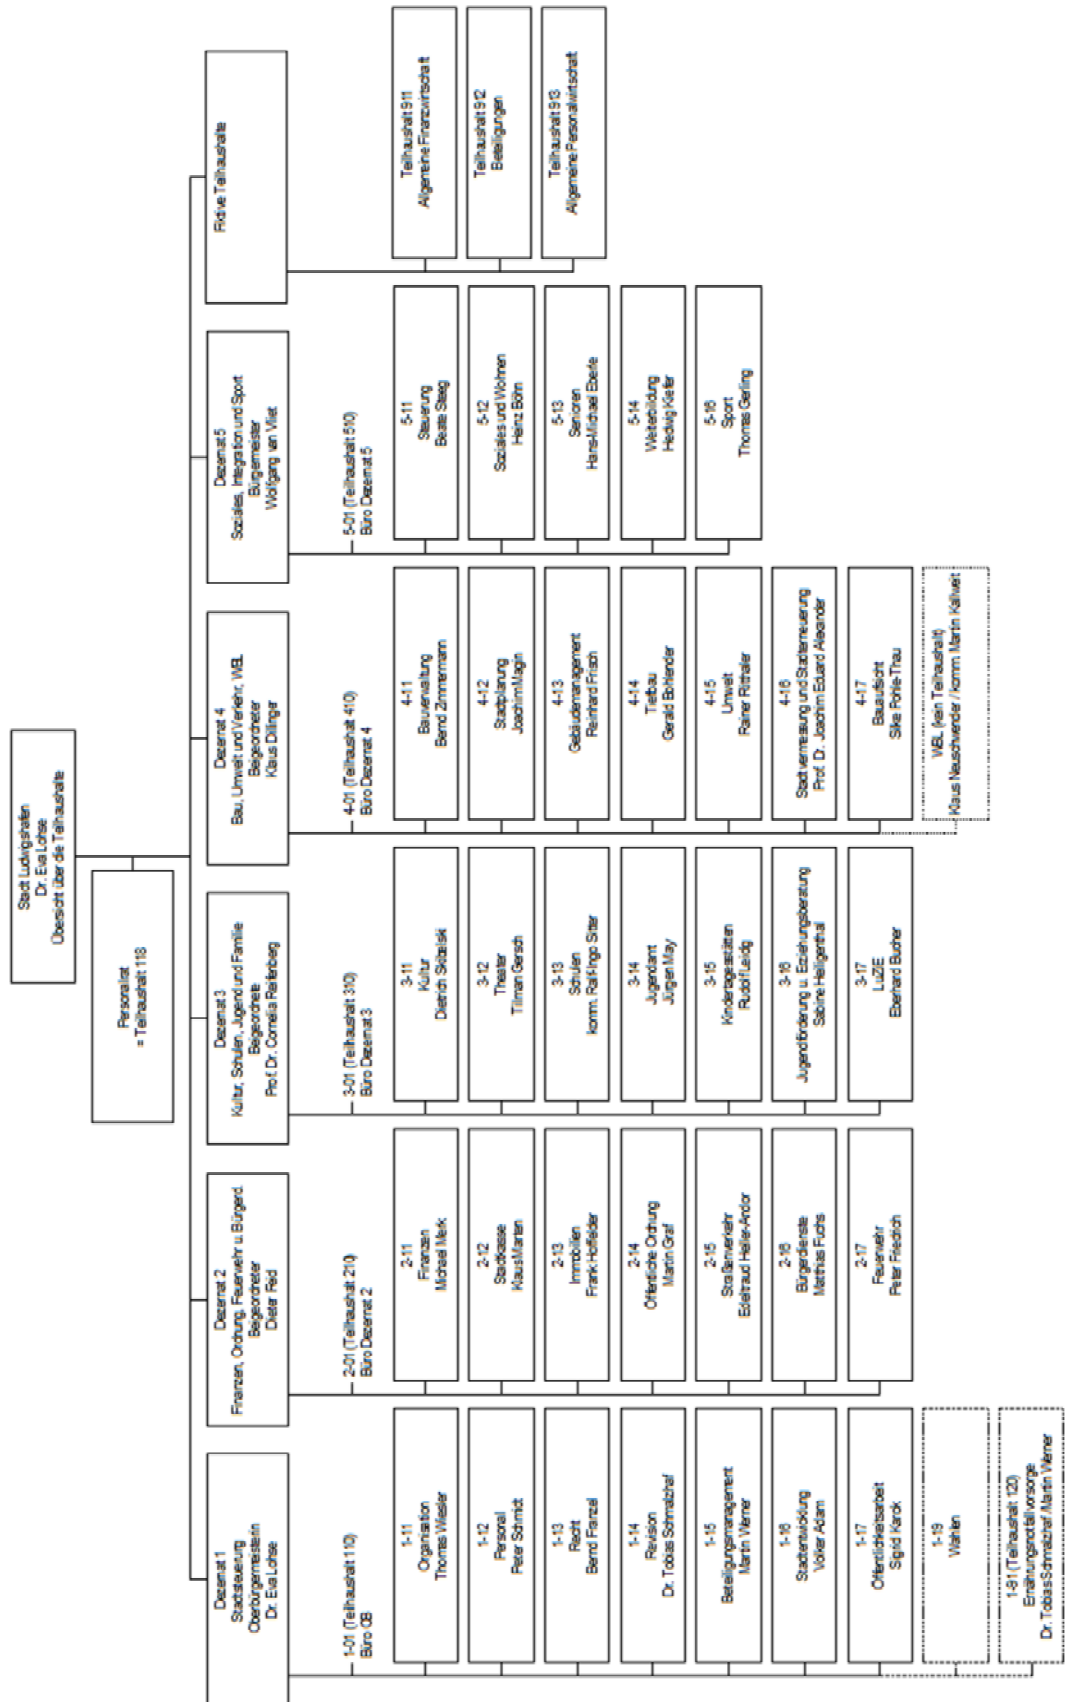 Stadt Ludwigshafen
Dr. Eva Lohse
Übersicht über die Teilhaushalte
Personalrat
= Teilhaushalt 118
Dezernat 1
Stadtsteuerung
Oberbürgermeisterin
Dr. Eva Lohse
1-01 (Teilhaushalt 110)
Büro OB
1-11
Organisation
Thomas Wiesler
1-12
Personal
Peter Schmidt
1-13
Recht
Bernd Franzel
1-14
Revision
Dr. Tobias Schmalzhaf
1-15
Beteiligungsmanagement
Martin Werner
1-16
Stadtentwicklung
Volker Adam
1-17
Öffentlichkeitsarbeit
Sigrid Karck
1-19
Wahlen
1-91 (Teilhaushalt 120)
Ernährungsnotfallvorsorge
Dr. Tobias Schmalzhaf /Martin Werner
Dezernat 2
Finanzen, Ordnung, Feuerwehr u. Bürgerd.
Beigeordneter
Dieter Feid
2-01 (Teilhaushalt 210)
Büro Dezernat 2
2-11
Finanzen
Michael Merk
2-12
Stadtkasse
Klaus Marten
2-13
Immobilien
Frank Hoffelder
2-14
Öffentliche Ordnung
Martin Graf
2-15
Straßenverkehr
Edeltraud Heller-Andor
2-16
Bürgerdienste
Matthias Fuchs
2-17
Feuerwehr
Peter Friedrich
Dezernat 3
Kultur, Schulen, Jugend und Familie
Beigeordnete
Prof. Dr. Cornelia Reifenberg
3-01 (Teilhaushalt 310)
Büro Dezernat 3
3-11
Kultur
Dietrich Skibelski
3-12
Theater
Tilman Gersch
3-13
Schulen
komm. Ralf-Ingo Sitter
3-14
Jugendamt
Jürgen May
3-15
Kindertagesstätten
Rudolf Leidig
3-16
Jugendförderung u. Erziehungsberatung
Sabine Heiligenthal
3-17
LuZiE
Eberhard Bucher
Dezernat 4
Bau, Umwelt und Verkehr, WBL
Beigeordneter
Klaus Dillinger
4-01 (Teilhaushalt 410)
Büro Dezernat 4
4-11
Bauverwaltung
Bernd Zimmermann
4-12
Stadtplanung
Joachim Magin
4-13
Gebäudemanagement
Reinhard Frisch
4-14
Tiefbau
Gerald Bohlender
4-15
Umwelt
Rainer Ritthaler
4-16
Stadtvermessung und Stadterneuerung
Prof. Dr. Joachim Eduard Alexander
4-17
Bauaufsicht
Silke Pohle-Thau
WBL (kein Teilhaushalt)
Klaus Neuschwender / komm. Martin Kallweit
Dezernat 5
Soziales, Integration und Sport
Bürgermeister
Wolfgang van Vliet
5-01 (Teilhaushalt 510)
Büro Dezernat 5
5-11
Steuerung
Beate Steeg
5-12
Soziales und Wohnen
Heinz Böhn
5-13
Senioren
Hans-Michael Eberle
5-14
Weiterbildung
Hedwig Kiefer
5-16
Sport
Thomas Gerling
Fiktive Teilhaushalte
Teilhaushalt 911
Allgemeine Finanzwirtschaft
Teilhaushalt 912
Beteiligungen
Teilhaushalt 913
Allgemeine Personalwirtschaft